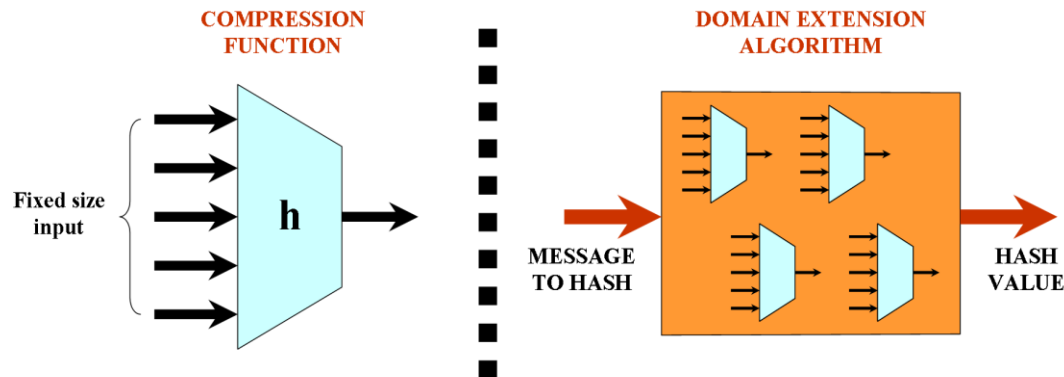 COMPRESSION
FUNCTION
Fixed size
input
h
DOMAIN EXTENSION
ALGORITHM
MESSAGE
TO HASH
HASH
VALUE